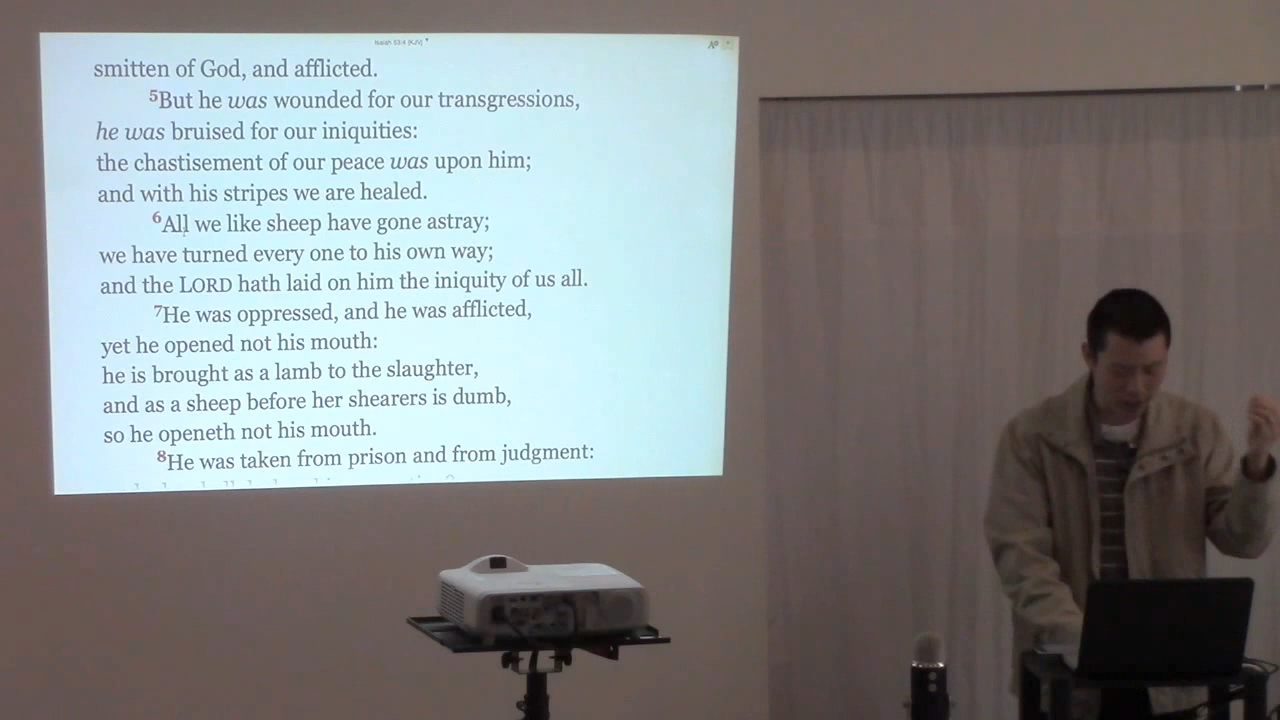 Isaiah 53:4 (KJV)
smitten of God, and afflicted.
5But he was wounded for our transgressions,
he was bruised for our iniquities:
the chastisement of our peace was upon him;
and with his stripes we are healed.
6All we like sheep have gone astray;
we have turned every one to his own way;
and the LORD hath laid on him the iniquity of us all.
7He was oppressed, and he was afflicted,
yet he opened not his mouth:
he is brought as a lamb to the slaughter,
and as a sheep before her shearers is dumb,
so he openeth not his mouth.
8He was taken from prison and from judgment: